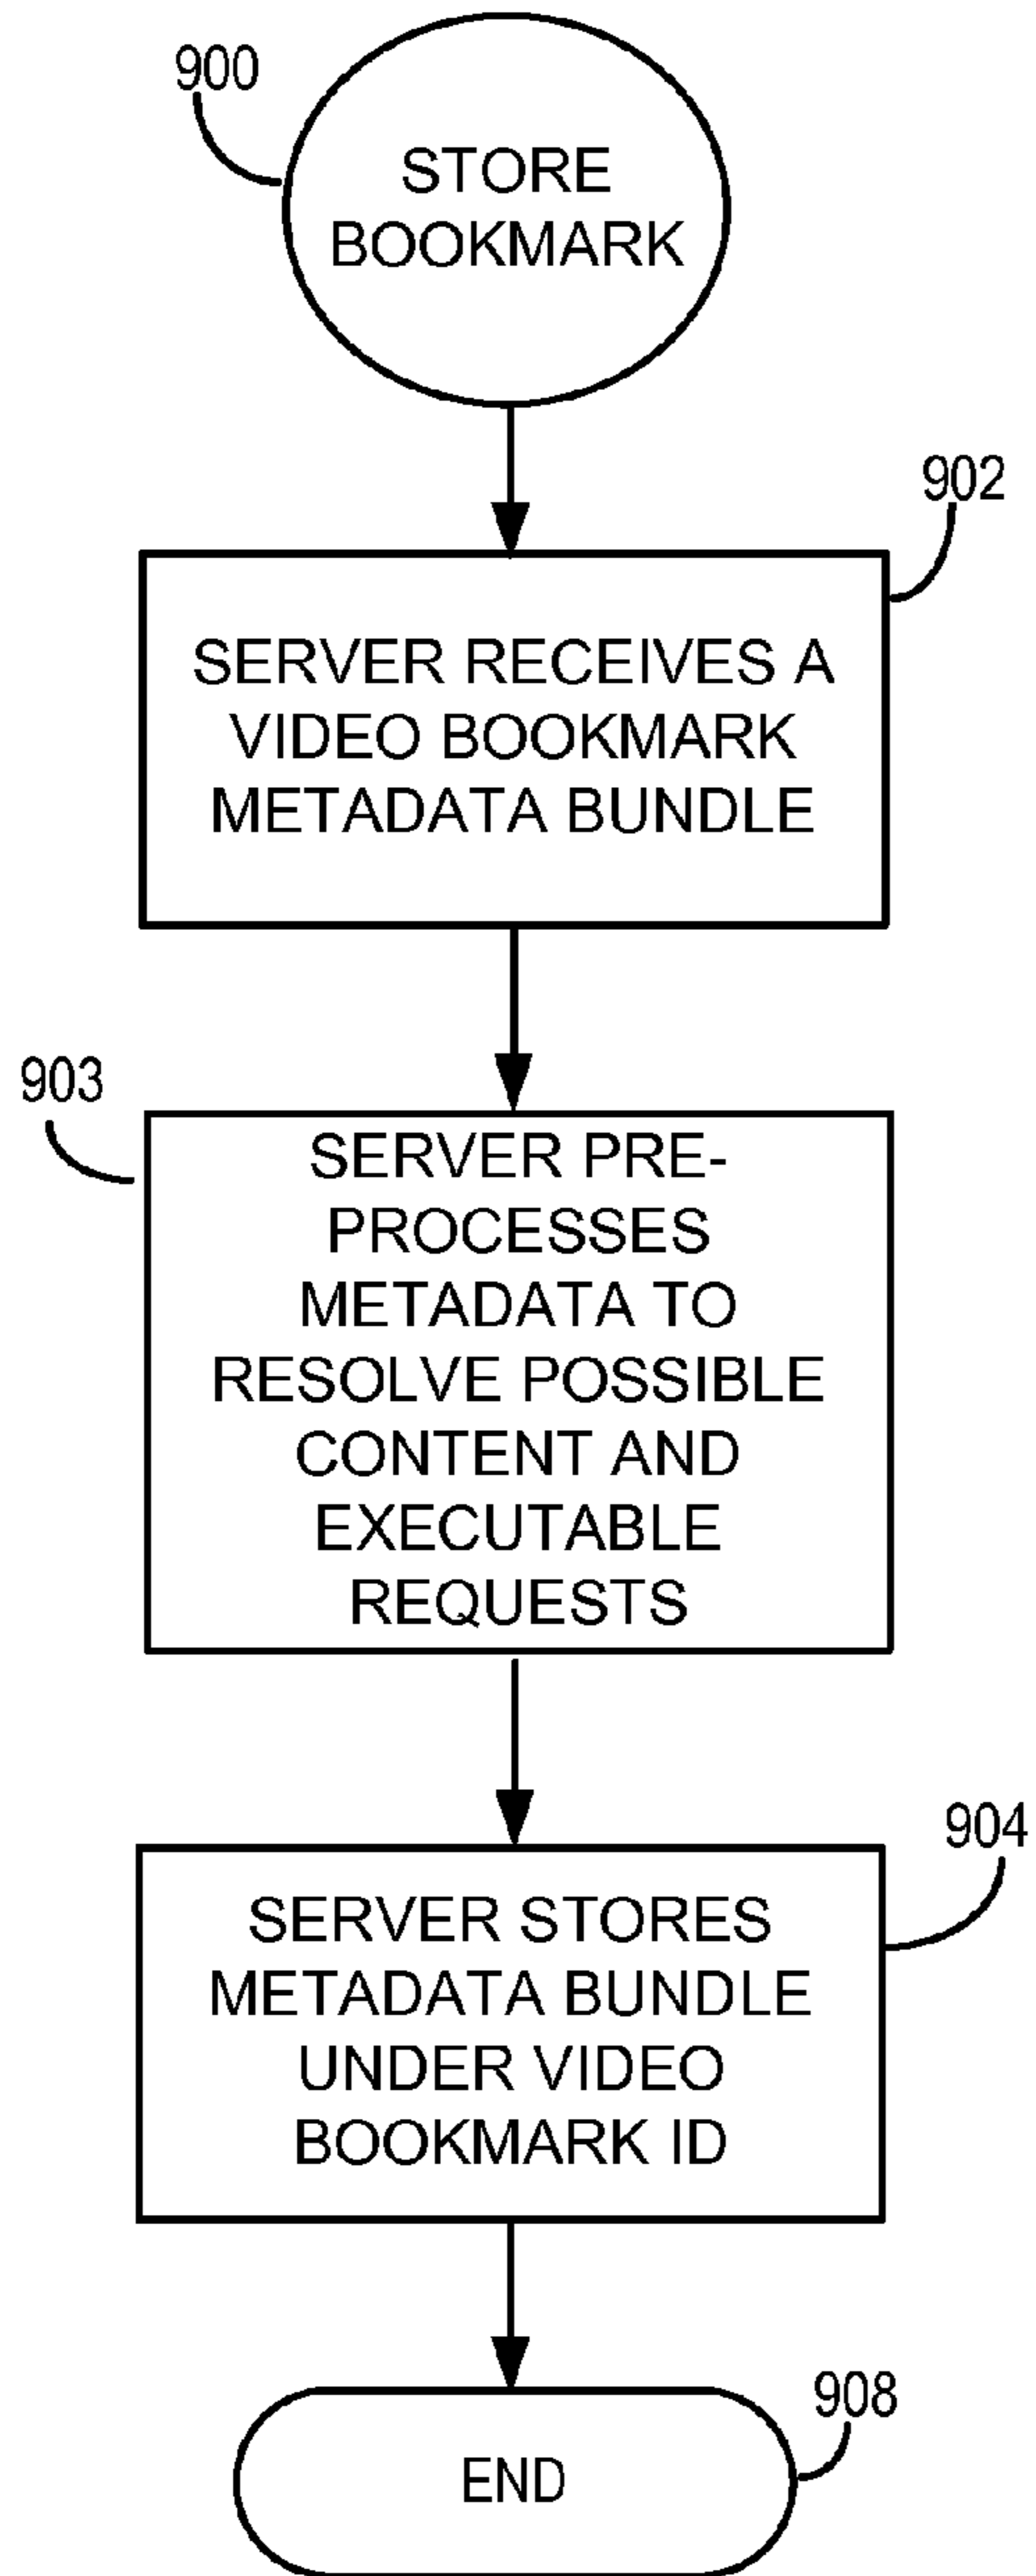 900
STORE
BOOKMARK
902
SERVER RECEIVES A
VIDEO BOOKMARK
METADATA BUNDLE
903
SERVER PRE-
PROCESSES
METADATA TO
RESOLVE POSSIBLE
CONTENT AND
EXECUTABLE
REQUESTS
904
SERVER STORES
METADATA BUNDLE
UNDER VIDEO
BOOKMARK ID
908
END